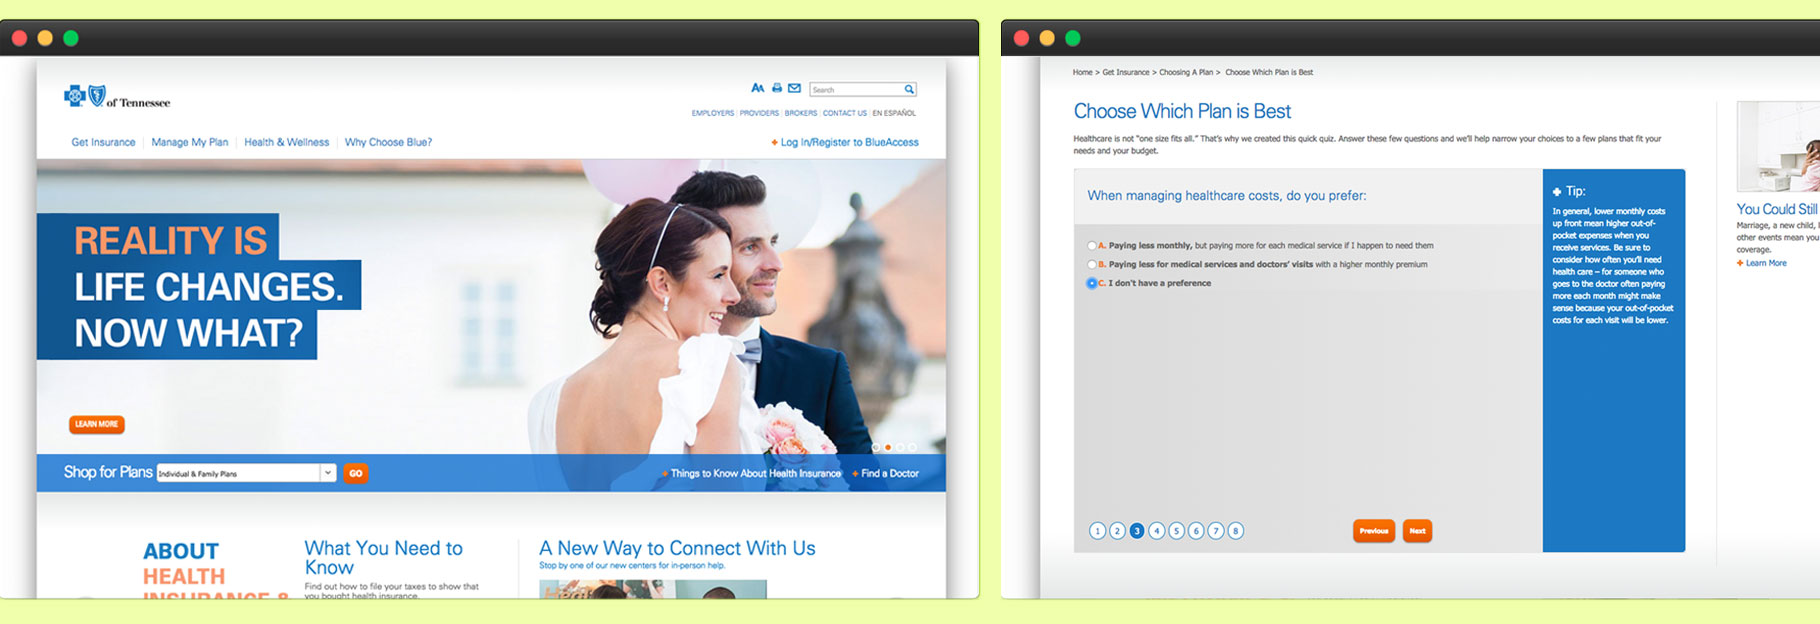 of Tennessee
Search
EMPLOYERS PROVIDERS BROKERS CONTACT US EN ESPAÑOL
Get Insurance Manage My Plan Health & Wellness Why Choose Blue?
Log In/Register to BlueAccess
REALITY IS
LIFE CHANGES.
NOW WHAT?
LEARN MORE
Shop for Plans Individual & Family Plans GO
Things to Know About Health Insurance Find a Doctor
ABOUT
HEALTH
INSURANCE &
What You Need to
Know
Find out how to file your taxes to show that
you bought health insurance.
A New Way to Connect With Us
Stop by one of our new centers for in-person help.
Home > Get Insurance > Choosing A Plan > Choose Which Plan is Best
Choose Which Plan is Best
Healthcare is not "one size fits all." That's why we created this quick quiz. Answer these few questions and we'll help narrow your choices to a few plans that fit your
needs and your budget.
When managing healthcare costs, do you prefer:
A. Paying less monthly, but paying more for each medical service if I happen to need them
B. Paying less for medical services and doctors' visits with a higher monthly premium
C. I don't have a preference
1 2 3 4 5 6 7 8
Previous Next
Tip:
In general, lower monthly costs
up front mean higher out-of-
pocket expenses when you
receive services. Be sure to
consider how often you'll need
health care – for someone who
goes to the doctor often paying
more each month might make
sense because your out-of-pocket
costs for each visit will be lower.
You Could Still
Marriage, a new child,
other events mean you
coverage.
Learn More